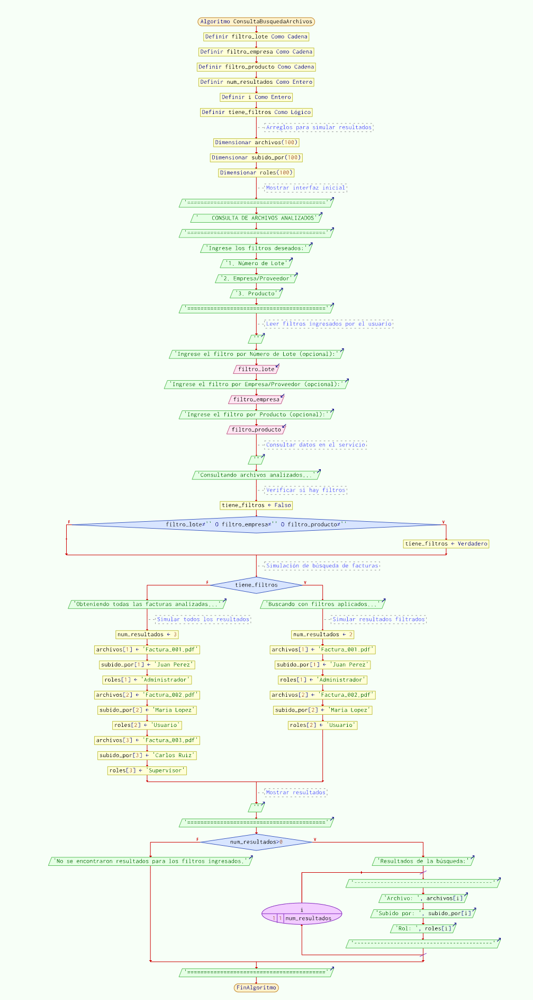 Algoritmo ConsultaBusquedaArchivos
Definir filtro_lote Como Cadena
Definir filtro_empresa Como Cadena
Definir filtro_producto Como Cadena
Definir num_resultados Como Entero
Definir i Como Entero
Definir tiene_filtros Como Lógico
Arreglos para simular resultados
Dimensionar archivos(100)
Dimensionar subido_por(100)
Dimensionar roles(100)
Mostrar interfaz inicial
'=========================================='
'    CONSULTA DE ARCHIVOS ANALIZADOS'
'=========================================='
'Ingrese los filtros deseados:'
'1. Número de Lote'
'2. Empresa/Proveedor'
'3. Producto'
'=========================================='
Leer filtros ingresados por el usuario
''
'Ingrese el filtro por Número de Lote (opcional):'
filtro_lote
'Ingrese el filtro por Empresa/Proveedor (opcional):'
filtro_empresa
'Ingrese el filtro por Producto (opcional):'
filtro_producto
Consultar datos en el servicio
''
'Consultando archivos analizados...'
Verificar si hay filtros
tiene_filtros ← Falso
F filtro_lote≠'' O filtro_empresa≠'' O filtro_producto≠'' V
tiene_filtros ← Verdadero
Simulación de búsqueda de facturas
F tiene_filtros V
'Obteniendo todas las facturas analizadas...' 'Buscando con filtros aplicados...'
Simular todos los resultados Simular resultados filtrados
num_resultados ← 3 num_resultados ← 2
archivos[1] ← 'Factura_001.pdf' archivos[1] ← 'Factura_001.pdf'
subido_por[1] ← 'Juan Perez' subido_por[1] ← 'Juan Perez'
roles[1] ← 'Administrador' roles[1] ← 'Administrador'
archivos[2] ← 'Factura_002.pdf' archivos[2] ← 'Factura_002.pdf'
subido_por[2] ← 'Maria Lopez' subido_por[2] ← 'Maria Lopez'
roles[2] ← 'Usuario' roles[2] ← 'Usuario'
archivos[3] ← 'Factura_003.pdf'
subido_por[3] ← 'Carlos Ruiz'
roles[3] ← 'Supervisor'
Mostrar resultados
''
'=========================================='
F num_resultados>0 V
'No se encontraron resultados para los filtros ingresados.' 'Resultados de la búsqueda:'
'------------------------------------------'
'Archivo: ', archivos[i]
i
'Subido por: ', subido_por[i]
1 1 num_resultados
'Rol: ', roles[i]
'------------------------------------------'
'=========================================='
FinAlgoritmo